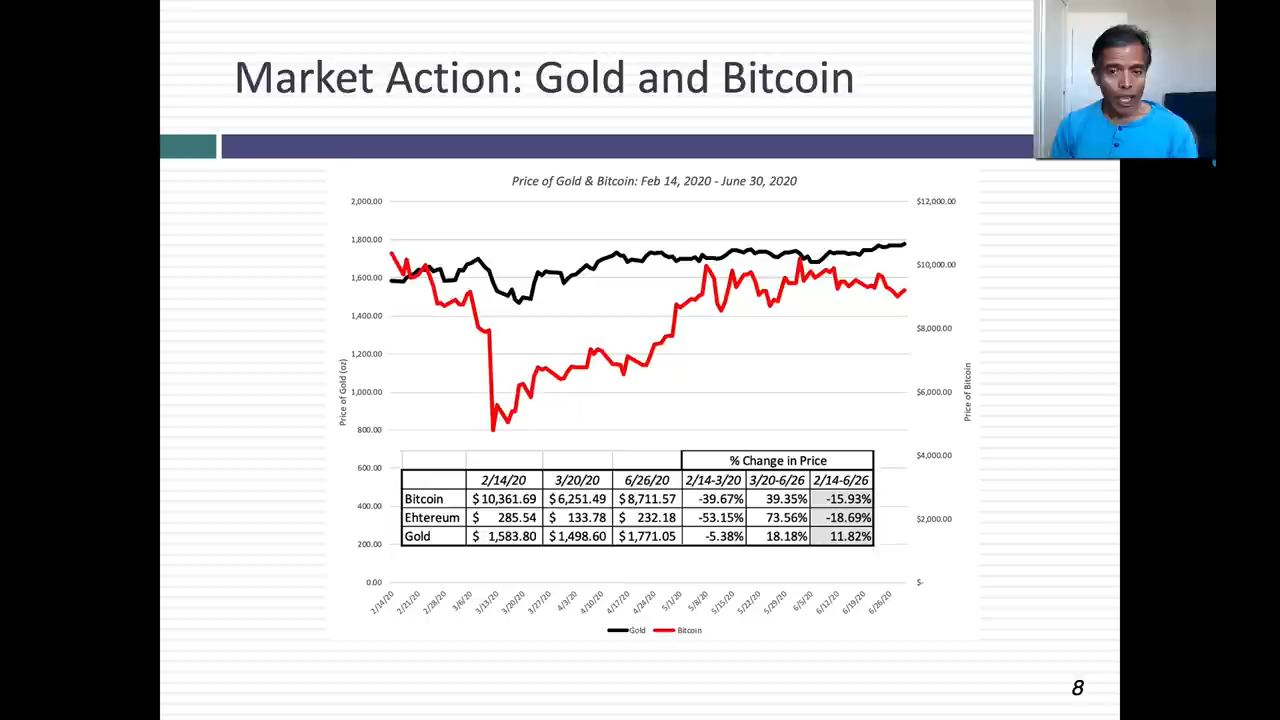 Market Action: Gold and Bitcoin
Price of Gold & Bitcoin: Feb 14, 2020 - June 30, 2020
2,000.00
1,800.00
1,600.00
1,400.00
1,200.00
1,000.00
800.00
600.00
400.00
200.00
0.00
Price of Gold (oz)
$12,000.00
$10,000.00
$8,000.00
$6,000.00
$4,000.00
$2,000.00
$-
Price of Bitcoin
% Change in Price
2/14/20 3/20/20 6/26/20 2/14-3/20 3/20-6/26 2/14-6/26
Bitcoin $10,361.69 $6,251.49 $8,711.57 -39.67% 39.35% -15.93%
Ehtereum $ 285.54 $ 133.78 $ 232.18 -53.15% 73.56% -18.69%
Gold $ 1,583.80 $1,498.60 $1,771.05 -5.38% 18.18% 11.82%
2/14/20 2/21/20 2/28/20 3/6/20 3/13/20 3/20/20 3/27/20 4/3/20 4/10/20 4/17/20 4/24/20 5/1/20 5/8/20 5/15/20 5/22/20 5/29/20 6/5/20 6/12/20 6/19/20 6/26/20
Gold Bitcoin
8